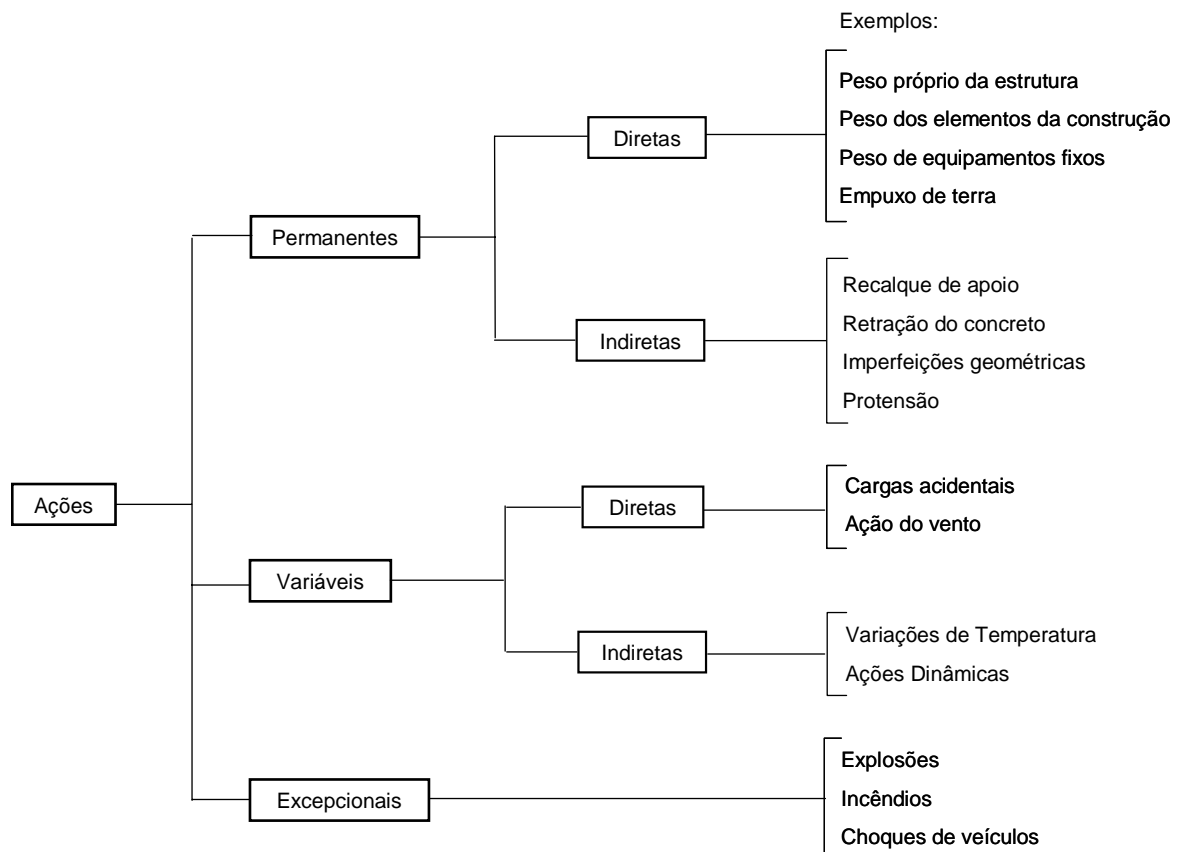 Exemplos:
Peso próprio da estrutura
Diretas
Peso dos elementos da construção
Peso de equipamentos fixos
Empuxo de terra
Permanentes
Recalque de apoio
Indiretas
Retração do concreto
Imperfeições geométricas
Protensão
Ações
Diretas
Cargas acidentais
Ação do vento
Variáveis
Indiretas
Variações de Temperatura
Ações Dinâmicas
Excepcionais
Explosões
Incêndios
Choques de veículos